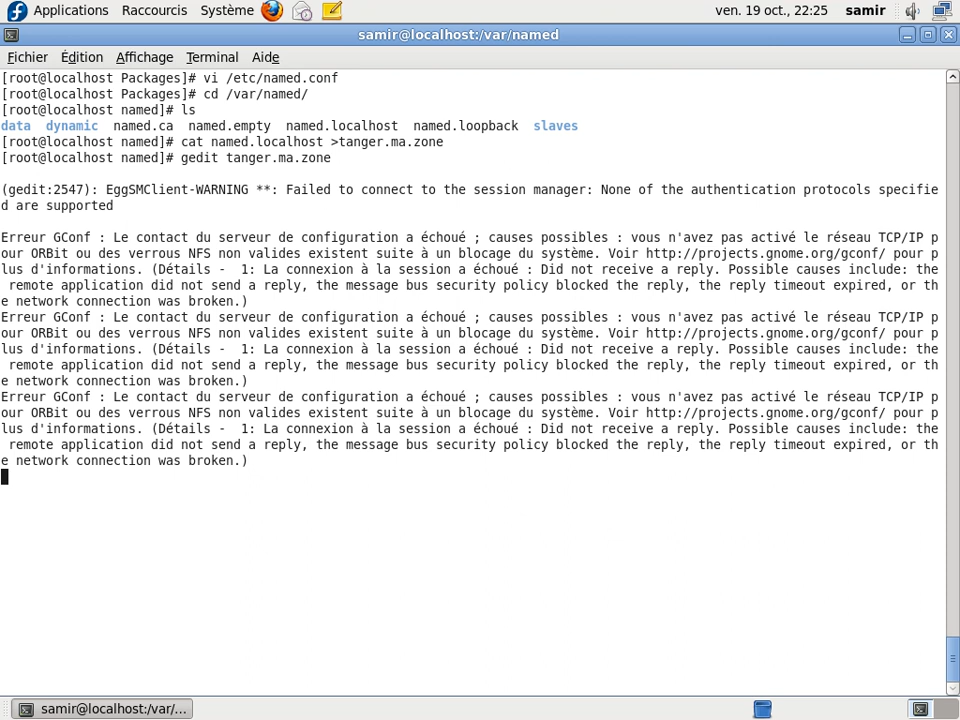 Applications Raccourcis Système ven. 19 oct., 22:25 samir
samir@localhost:/var/named
Fichier Édition Affichage Terminal Aide
[root@localhost Packages]# vi /etc/named.conf
[root@localhost Packages]# cd /var/named/
[root@localhost named]# ls
data dynamic named.ca named.empty named.localhost named.loopback slaves
[root@localhost named]# cat named.localhost >tanger.ma.zone
[root@localhost named]# gedit tanger.ma.zone
(gedit:2547): EggSMClient-WARNING **: Failed to connect to the session manager: None of the authentication protocols specifie
d are supported
Erreur GConf : Le contact du serveur de configuration a échoué ; causes possibles : vous n'avez pas activé le réseau TCP/IP p
our ORBit ou des verrous NFS non valides existent suite à un blocage du système. Voir http://projects.gnome.org/gconf/ pour p
lus d'informations. (Détails -  1: La connexion à la session a échoué : Did not receive a reply. Possible causes include: the
 remote application did not send a reply, the message bus security policy blocked the reply, the reply timeout expired, or th
e network connection was broken.)
Erreur GConf : Le contact du serveur de configuration a échoué ; causes possibles : vous n'avez pas activé le réseau TCP/IP p
our ORBit ou des verrous NFS non valides existent suite à un blocage du système. Voir http://projects.gnome.org/gconf/ pour p
lus d'informations. (Détails -  1: La connexion à la session a échoué : Did not receive a reply. Possible causes include: the
 remote application did not send a reply, the message bus security policy blocked the reply, the reply timeout expired, or th
e network connection was broken.)
Erreur GConf : Le contact du serveur de configuration a échoué ; causes possibles : vous n'avez pas activé le réseau TCP/IP p
our ORBit ou des verrous NFS non valides existent suite à un blocage du système. Voir http://projects.gnome.org/gconf/ pour p
lus d'informations. (Détails -  1: La connexion à la session a échoué : Did not receive a reply. Possible causes include: the
 remote application did not send a reply, the message bus security policy blocked the reply, the reply timeout expired, or th
e network connection was broken.)
samir@localhost:/var/...